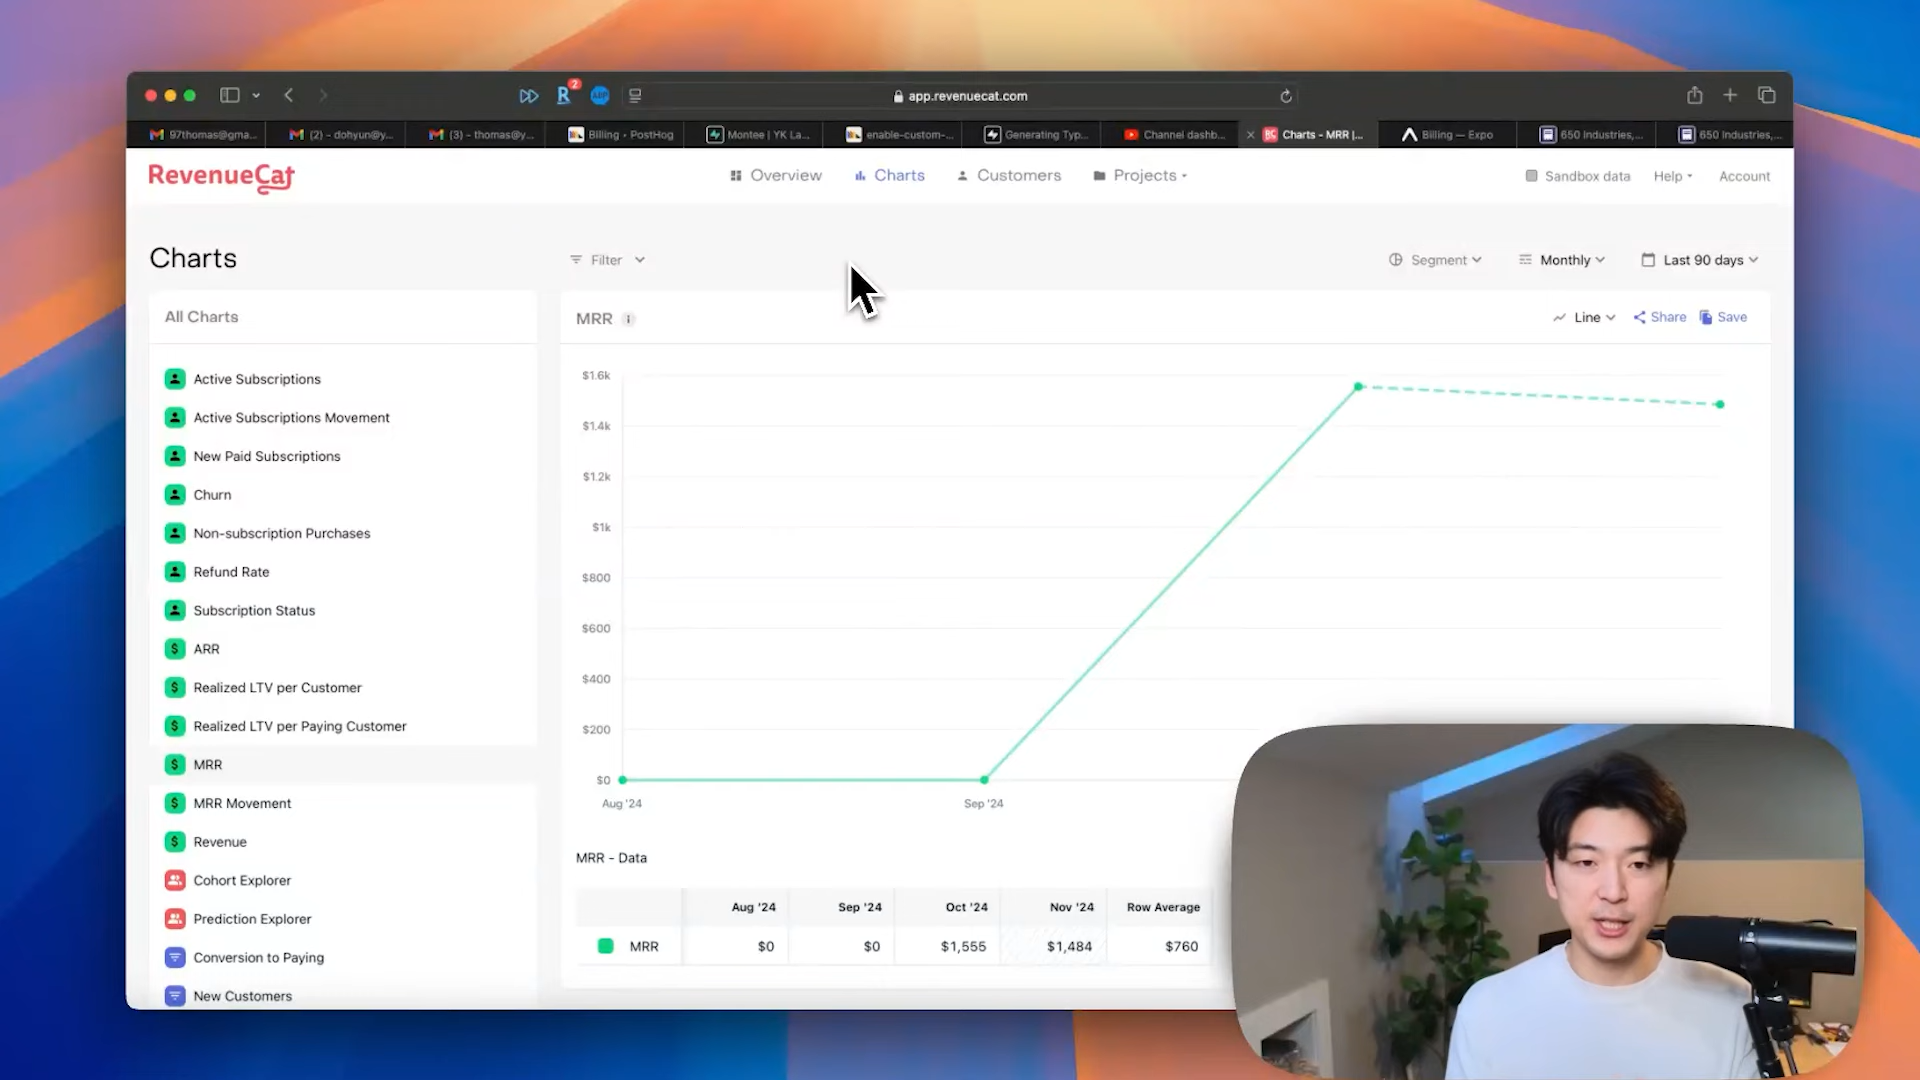 2
app.revenuecat.com
97thomas@gma...
(2) - dohyun@y...
(3) - thomas@y...
Billing • PostHog
Montee | YK La...
enable-custom-...
Generating Typ...
Channel dashb...
Charts - MRR |...
Billing — Expo
650 Industries,...
650 Industries,...
RevenueCat
Overview
Charts
Customers
Projects
Sandbox data
Help
Account
Charts
Filter
Segment
Monthly
Last 90 days
All Charts
Active Subscriptions
Active Subscriptions Movement
New Paid Subscriptions
Churn
Non-subscription Purchases
Refund Rate
Subscription Status
ARR
Realized LTV per Customer
Realized LTV per Paying Customer
MRR
MRR Movement
Revenue
Cohort Explorer
Prediction Explorer
Conversion to Paying
New Customers
MRR
Line
Share
Save
$1.6k
$1.4k
$1.2k
$1k
$800
$600
$400
$200
$0
Aug '24
Sep '24
MRR - Data
Aug '24 Sep '24 Oct '24 Nov '24 Row Average
MRR $0 $0 $1,555 $1,484 $760